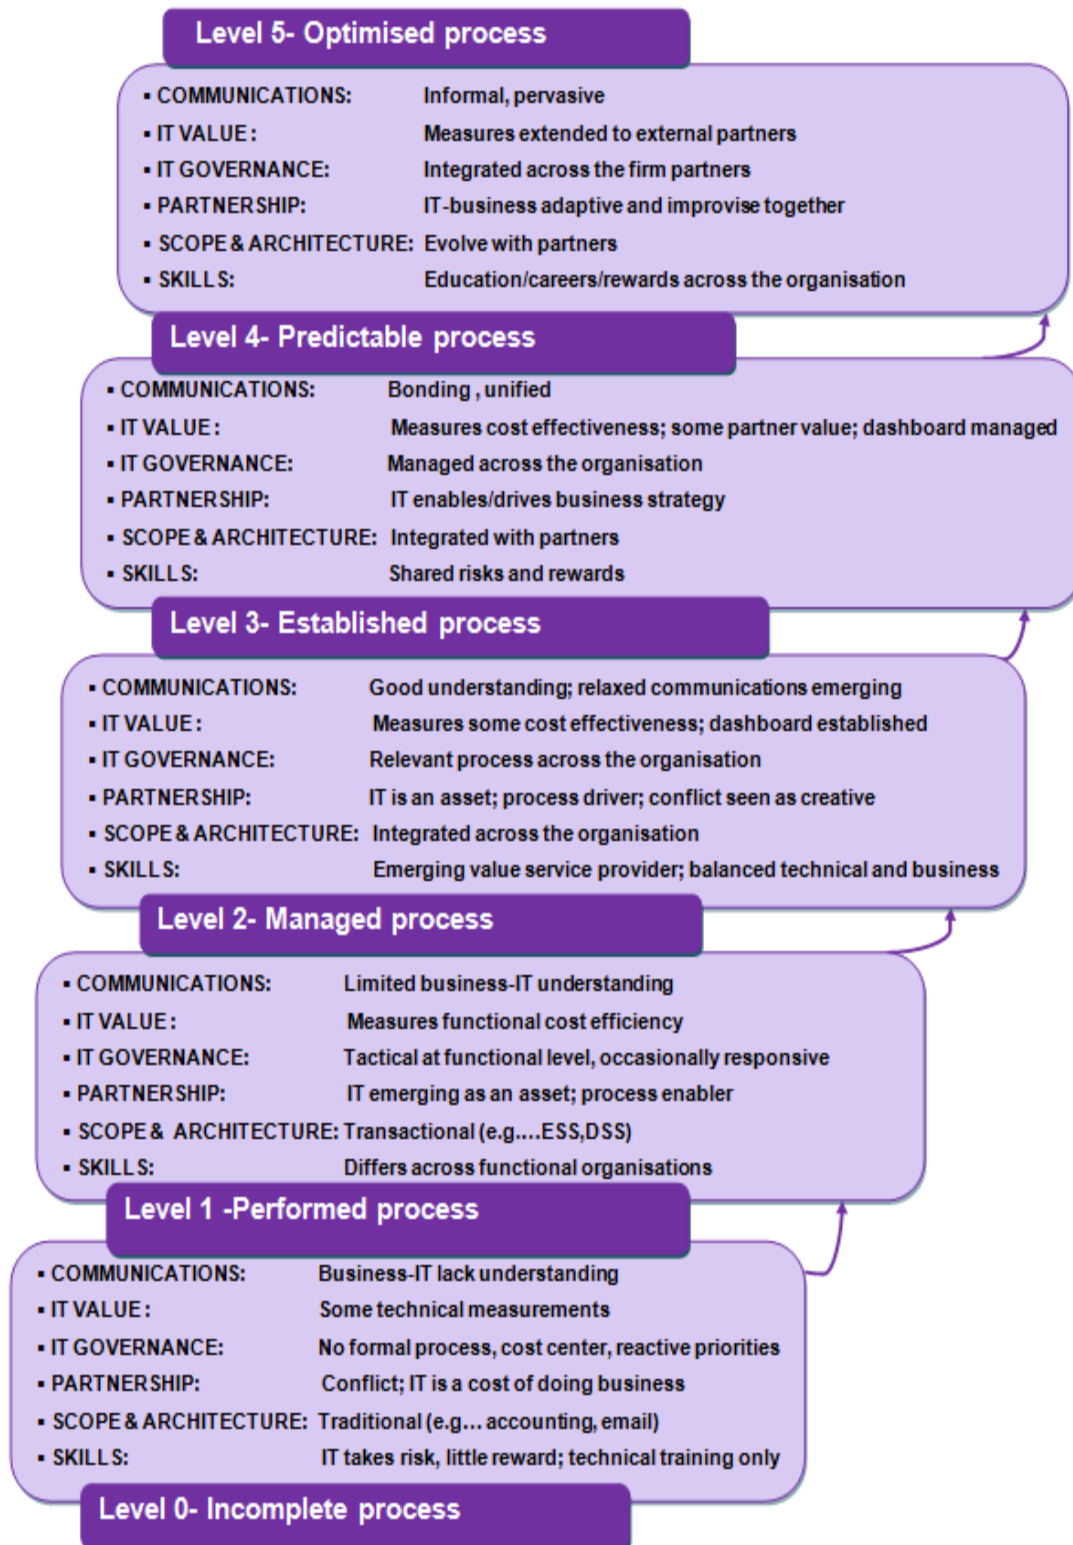 Level 5- Optimised process
▪ COMMUNICATIONS: Informal, pervasive
▪ IT VALUE : Measures extended to external partners
▪ IT GOVERNANCE: Integrated across the firm partners
▪ PARTNERSHIP: IT-business adaptive and improvise together
▪ SCOPE & ARCHITECTURE: Evolve with partners
▪ SKILLS: Education/careers/rewards across the organisation
Level 4- Predictable process
▪ COMMUNICATIONS: Bonding , unified
▪ IT VALUE : Measures cost effectiveness; some partner value; dashboard managed
▪ IT GOVERNANCE: Managed across the organisation
▪ PARTNERSHIP: IT enables/drives business strategy
▪ SCOPE & ARCHITECTURE: Integrated with partners
▪ SKILLS: Shared risks and rewards
Level 3- Established process
▪ COMMUNICATIONS: Good understanding; relaxed communications emerging
▪ IT VALUE : Measures some cost effectiveness; dashboard established
▪ IT GOVERNANCE: Relevant process across the organisation
▪ PARTNERSHIP: IT is an asset; process driver; conflict seen as creative
▪ SCOPE & ARCHITECTURE: Integrated across the organisation
▪ SKILLS: Emerging value service provider; balanced technical and business
Level 2- Managed process
▪ COMMUNICATIONS: Limited business-IT understanding
▪ IT VALUE : Measures functional cost efficiency
▪ IT GOVERNANCE: Tactical at functional level, occasionally responsive
▪ PARTNERSHIP: IT emerging as an asset; process enabler
▪ SCOPE & ARCHITECTURE: Transactional (e.g....ESS,DSS)
▪ SKILLS: Differs across functional organisations
Level 1 -Performed process
▪ COMMUNICATIONS: Business-IT lack understanding
▪ IT VALUE : Some technical measurements
▪ IT GOVERNANCE: No formal process, cost center, reactive priorities
▪ PARTNERSHIP: Conflict; IT is a cost of doing business
▪ SCOPE & ARCHITECTURE: Traditional (e.g... accounting, email)
▪ SKILLS: IT takes risk, little reward; technical training only
Level 0- Incomplete process